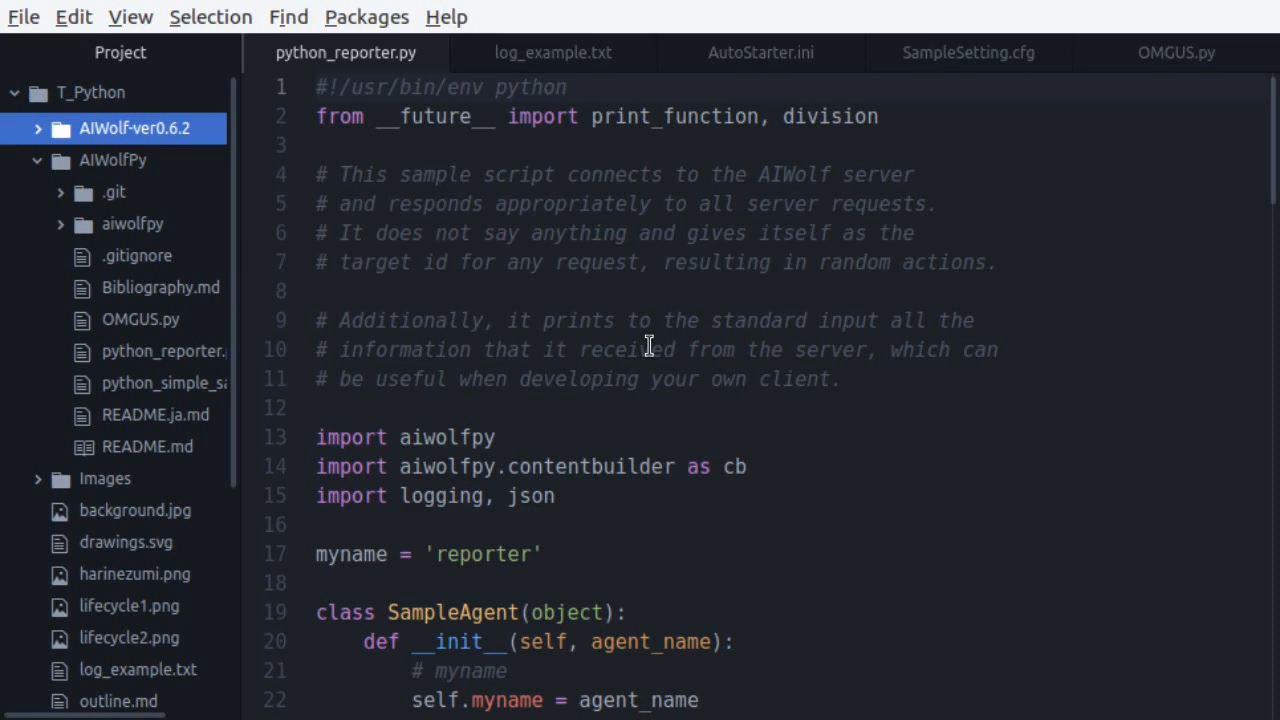 File Edit View Selection Find Packages Help
Project
python_reporter.py log_example.txt AutoStarter.ini SampleSetting.cfg OMGUS.py
T_Python
AIWolf-ver0.6.2
AIWolfPy
.git
aiwolfpy
.gitignore
Bibliography.md
OMGUS.py
python_reporter.
python_simple_sa
README.ja.md
README.md
Images
background.jpg
drawings.svg
harinezumi.png
lifecycle1.png
lifecycle2.png
log_example.txt
outline.md
1 #!/usr/bin/env python
2 from __future__ import print_function, division
3
4 # This sample script connects to the AIWolf server
5 # and responds appropriately to all server requests.
6 # It does not say anything and gives itself as the
7 # target id for any request, resulting in random actions.
8
9 # Additionally, it prints to the standard input all the
10 # information that it received from the server, which can
11 # be useful when developing your own client.
12
13 import aiwolfpy
14 import aiwolfpy.contentbuilder as cb
15 import logging, json
16
17 myname = 'reporter'
18
19 class SampleAgent(object):
20 def __init__(self, agent_name):
21 # myname
22 self.myname = agent_name